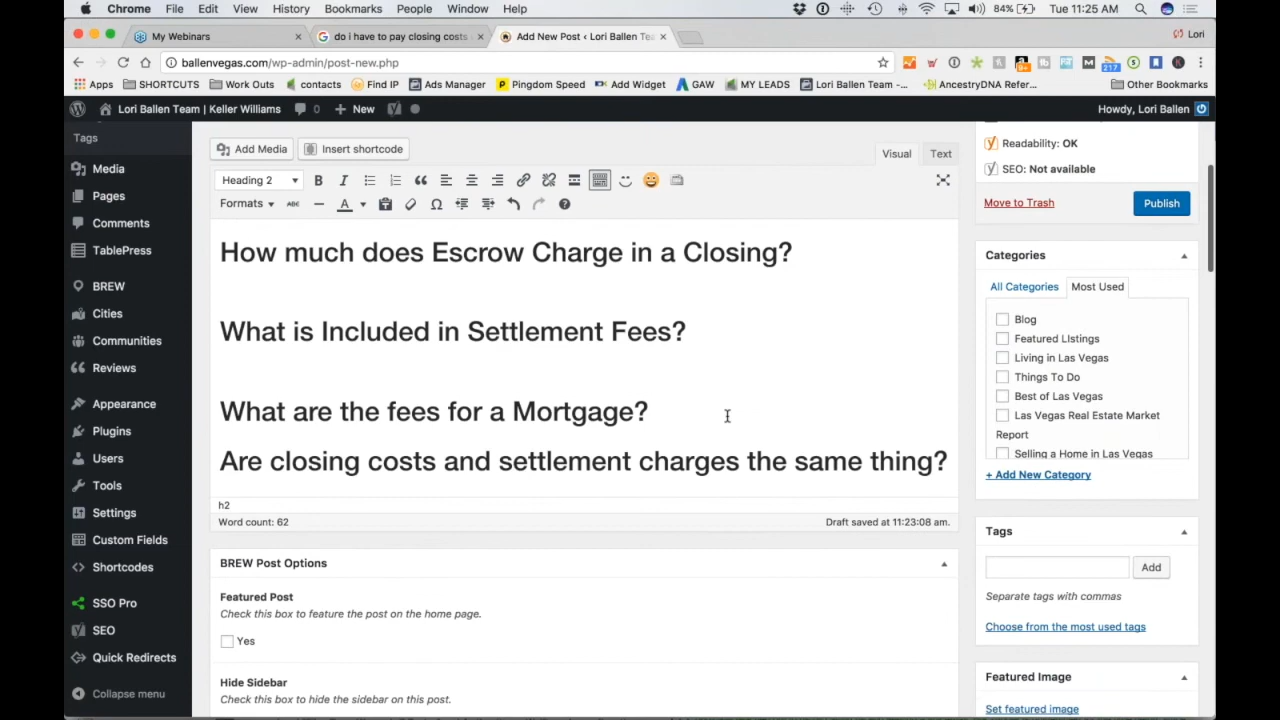 Chrome File Edit View History Bookmarks People Window Help 84% Tue 11:25 AM
My Webinars × do i have to pay closing costs × Add New Post ‹ Lori Ballen Tea × Lori
ballenvegas.com/wp-admin/post-new.php
Apps SHORTCUTS Work Outs contacts Find IP Ads Manager Pingdom Speed Add Widget GAW MY LEADS Lori Ballen Team -... AncestryDNA Refer... Other Bookmarks
Lori Ballen Team | Keller Williams 0 New Howdy, Lori Ballen
Tags
Media
Pages
Comments
TablePress
BREW
Cities
Communities
Reviews
Appearance
Plugins
Users
Tools
Settings
Custom Fields
Shortcodes
SSO Pro
SEO
Quick Redirects
Collapse menu
Add Media Insert shortcode Visual Text
Heading 2
Formats ABC
How much does Escrow Charge in a Closing?
What is Included in Settlement Fees?
What are the fees for a Mortgage?
Are closing costs and settlement charges the same thing?
h2
Word count: 62 Draft saved at 11:23:08 am.
BREW Post Options
Featured Post
Check this box to feature the post on the home page.
Yes
Hide Sidebar
Check this box to hide the sidebar on this post.
Readability: OK
SEO: Not available
Move to Trash Publish
Categories
All Categories Most Used
Blog
Featured LIstings
Living in Las Vegas
Things To Do
Best of Las Vegas
Las Vegas Real Estate Market
Report
Selling a Home in Las Vegas
+ Add New Category
Tags
Add
Separate tags with commas
Choose from the most used tags
Featured Image
Set featured image